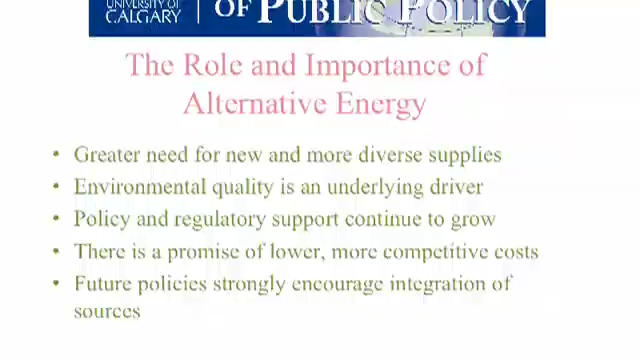 UNIVERSITY OF
CALGARY
OF PUBLIC POLICY
The Role and Importance of
Alternative Energy
• Greater need for new and more diverse supplies
• Environmental quality is an underlying driver
• Policy and regulatory support continue to grow
• There is a promise of lower, more competitive costs
• Future policies strongly encourage integration of
sources